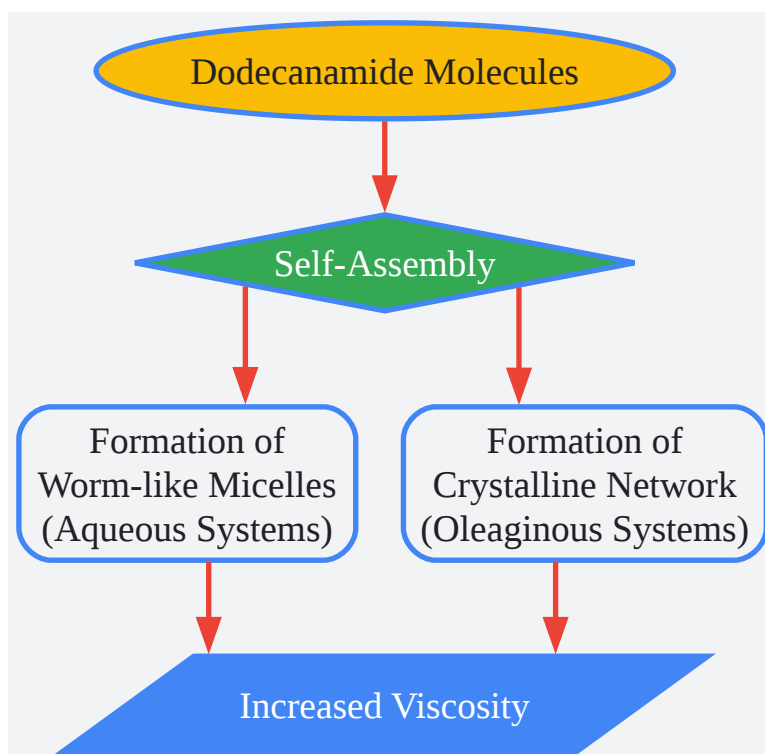 Dodecanamide Molecules
Self-Assembly
Formation of
Worm-like Micelles
(Aqueous Systems)
Formation of
Crystalline Network
(Oleaginous Systems)
Increased Viscosity